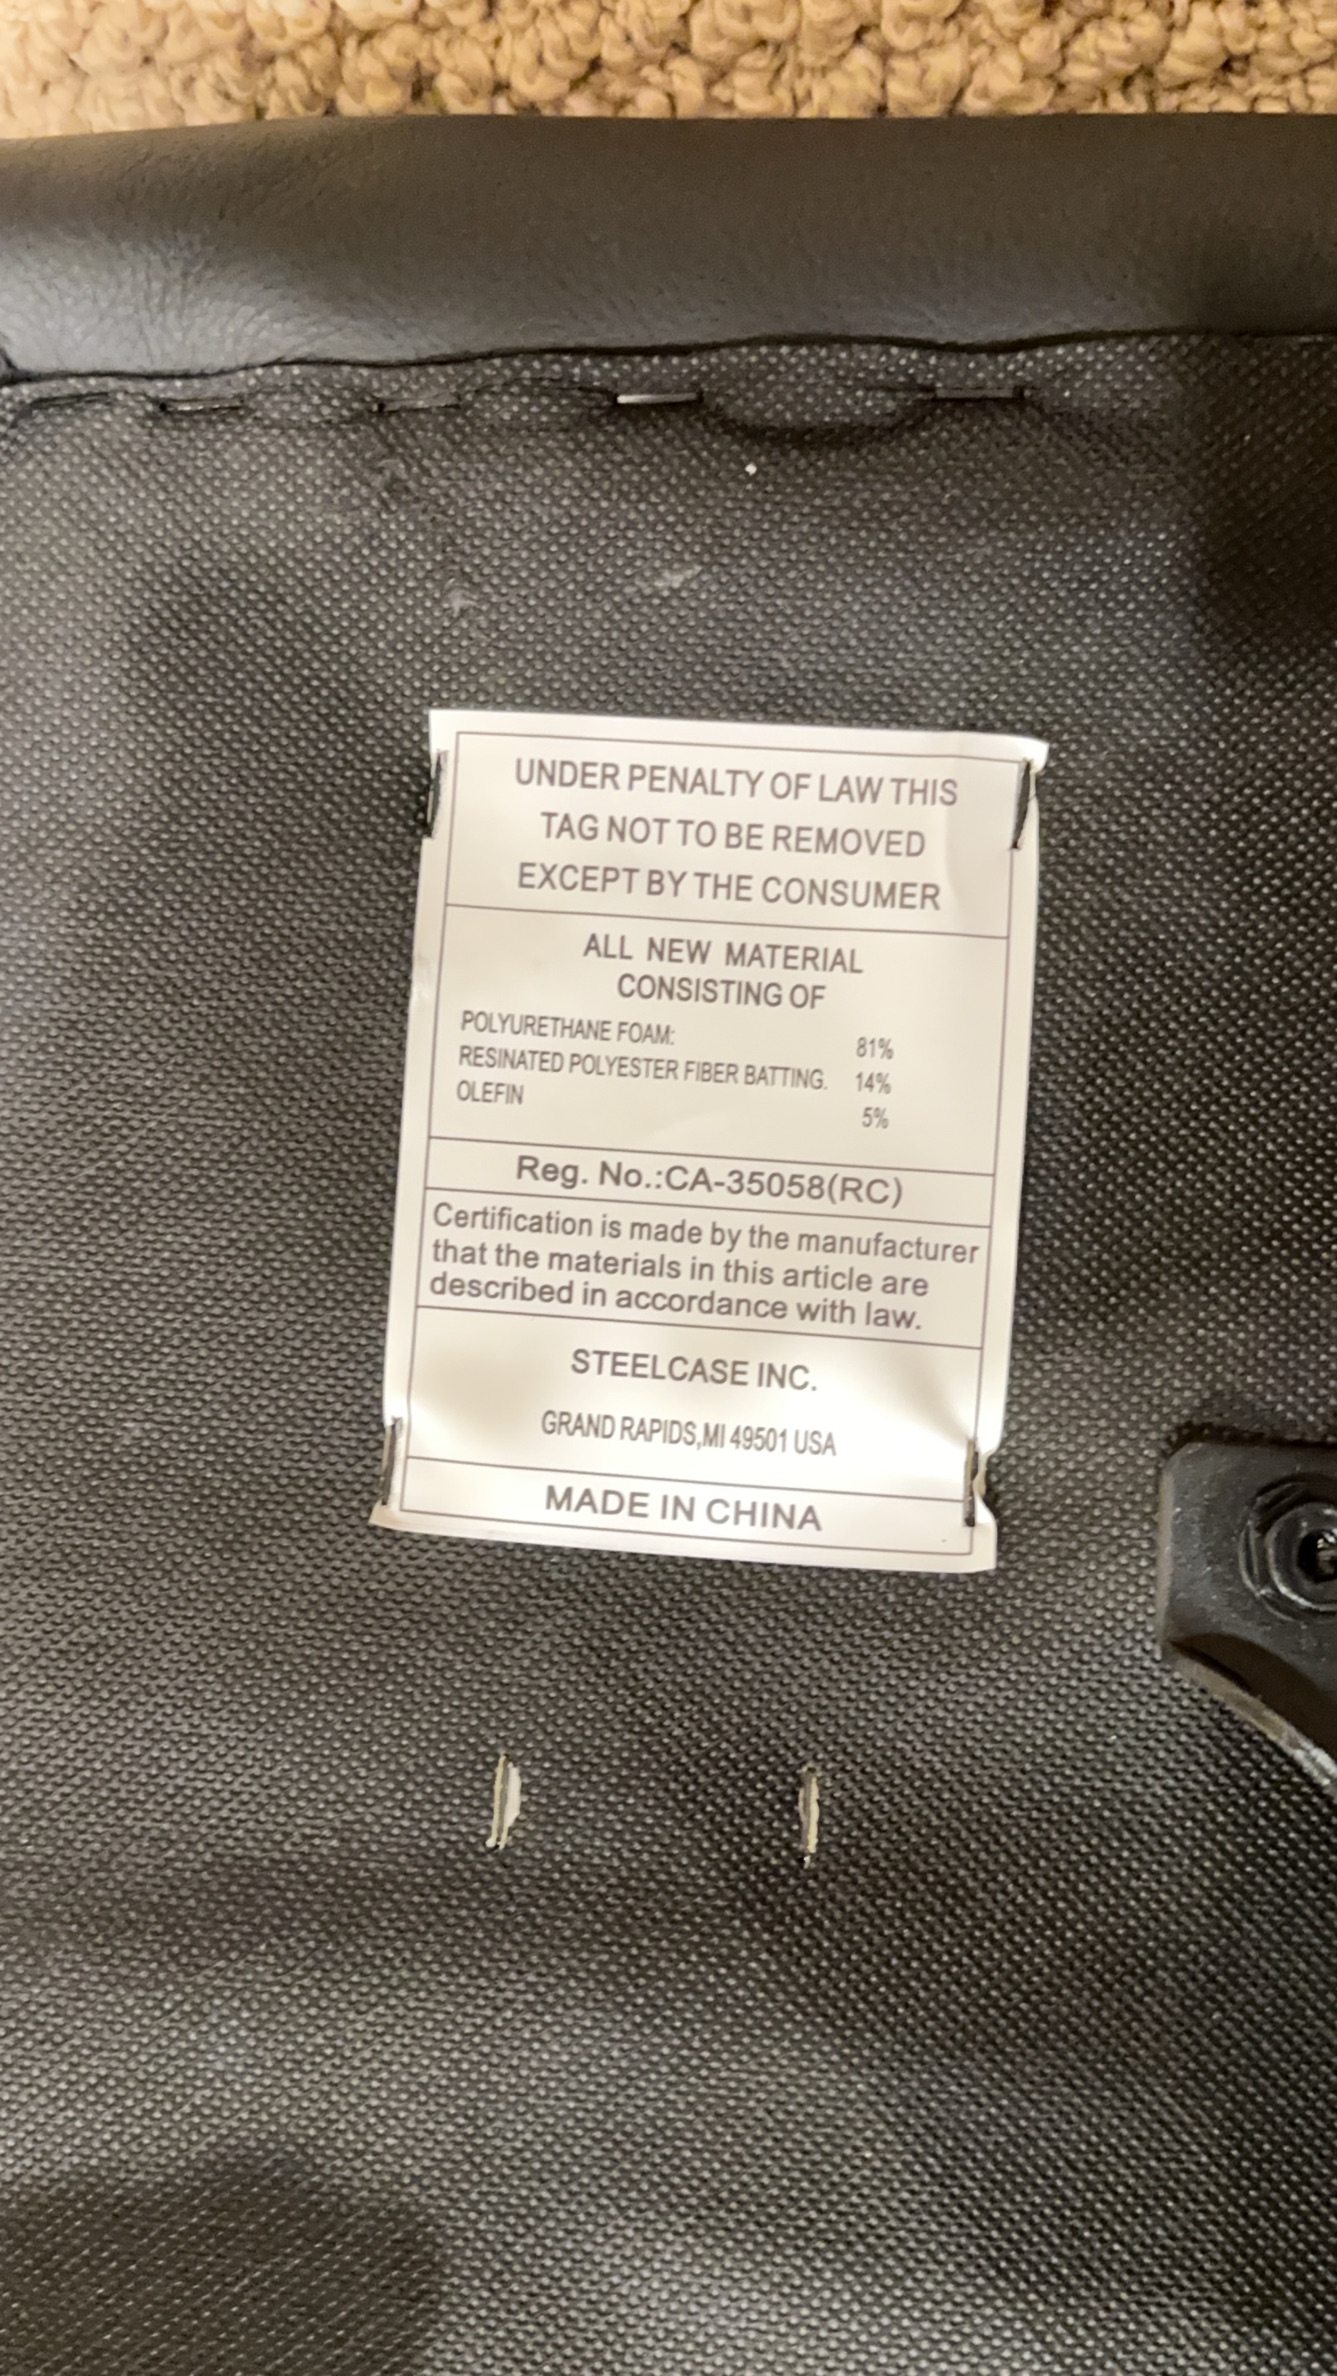 UNDER PENALTY OF LAW THIS
TAG NOT TO BE REMOVED
EXCEPT BY THE CONSUMER
ALL NEW MATERIAL
CONSISTING OF
POLYURETHANE FOAM: 81%
RESINATED POLYESTER FIBER BATTING. 14%
OLEFIN 5%
Reg. No.:CA-35058(RC)
Certification is made by the manufacturer
that the materials in this article are
described in accordance with law.
STEELCASE INC.
GRAND RAPIDS,MI 49501 USA
MADE IN CHINA